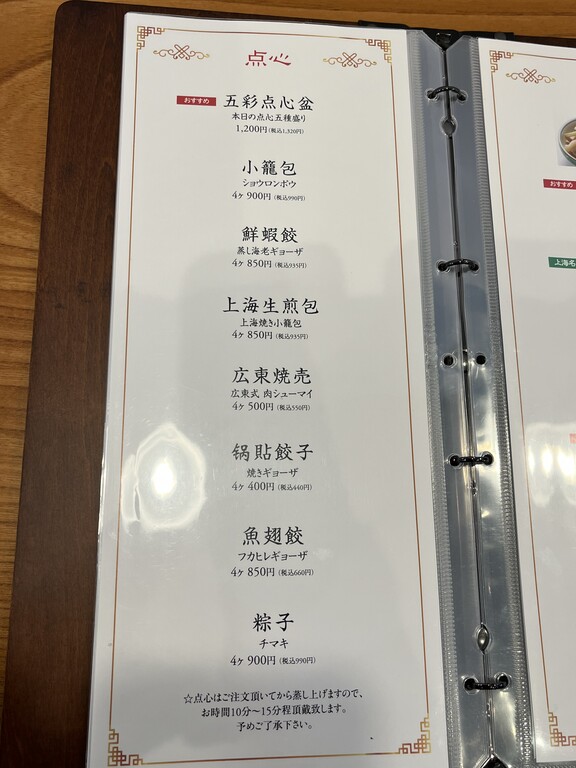 点心
おすすめ
五彩点心盆
本日の点心五種盛り
1,200円(税込1,320円)
小籠包
ショウロンポウ
4ヶ 900円(税込990円)
鮮蝦餃
蒸し海老ギョーザ
4ヶ 850円(税込935円)
上海生煎包
上海焼き小籠包
4ヶ 850円(税込935円)
広東焼売
広東式 肉シューマイ
4ケ 500円(税込550円)
锅貼餃子
焼きギョーザ
4ケ 400円(税込440円)
魚翅餃
フカヒレギョーザ
4ヶ 850円(税込660円)
粽子
チマキ
4ヶ 900円(税込990円)
☆点心はご注文頂いてから蒸し上げますので、
お時間10分〜15分程頂戴致します。
予めご了承下さい。
おすすめ
上海名